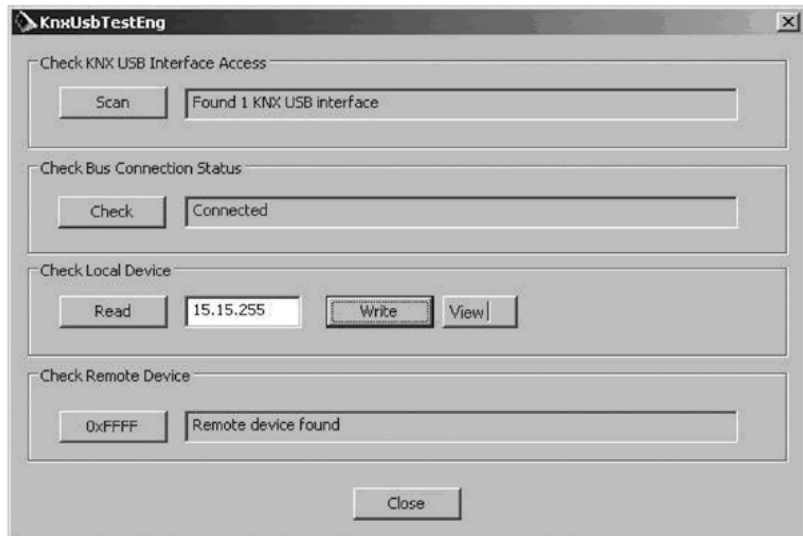 KnxUsbTestEng
Check KNX USB Interface Access
Scan
Found 1 KNX USB interface
Check Bus Connection Status
Check
Connected
Check Local Device
Read
15.15.255
Write
View
Check Remote Device
0xFFFF
Remote device found
Close